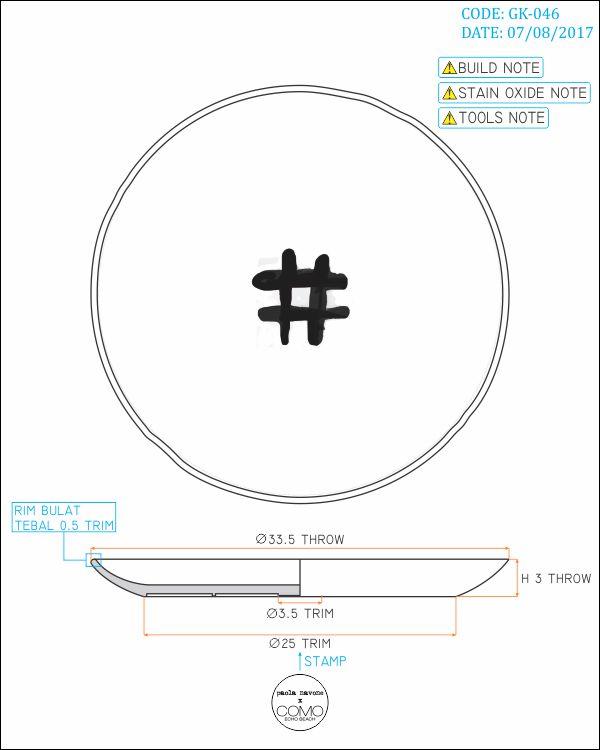 CODE: GK-046
DATE: 07/08/2017
BUILD NOTE
STAIN OXIDE NOTE
TOOLS NOTE
#
RIM BULAT
TEBAL 0.5 TRIM
Ø33.5 THROW
H 3 THROW
Ø3.5 TRIM
Ø25 TRIM
STAMP
paola navone
x
COMO
ECHO BEACH